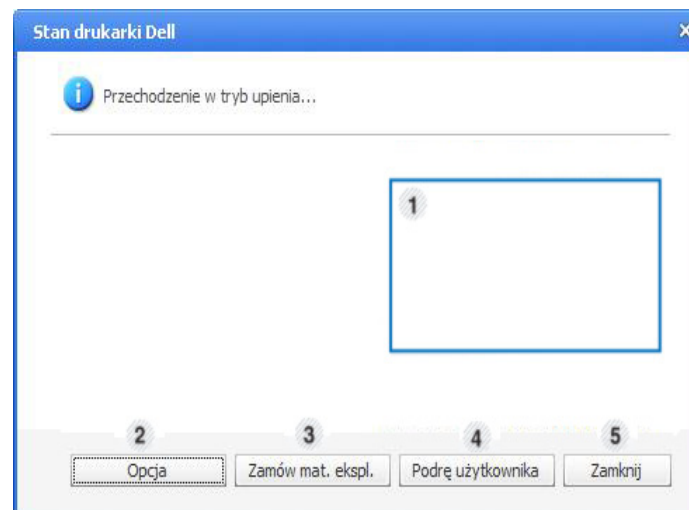 Stan drukarki Dell
Przechodzenie w tryb upienia...
1
2 3 4 5
Opcja Zamów mat. ekspl. Podrę użytkownika Zamknij